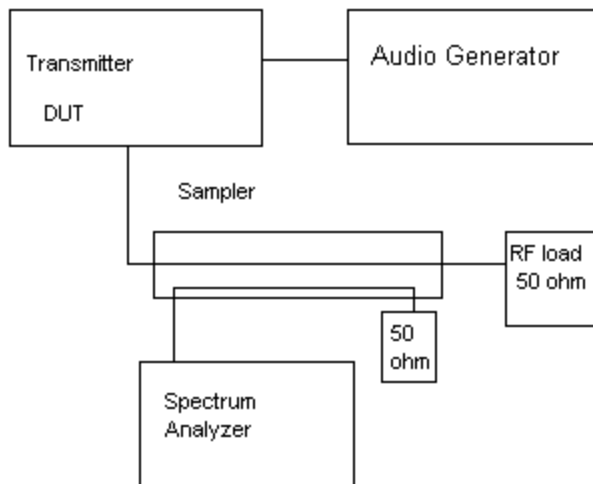 Transmitter
DUT
Audio Generator
Sampler
RF load
50 ohm
50
ohm
Spectrum
Analyzer